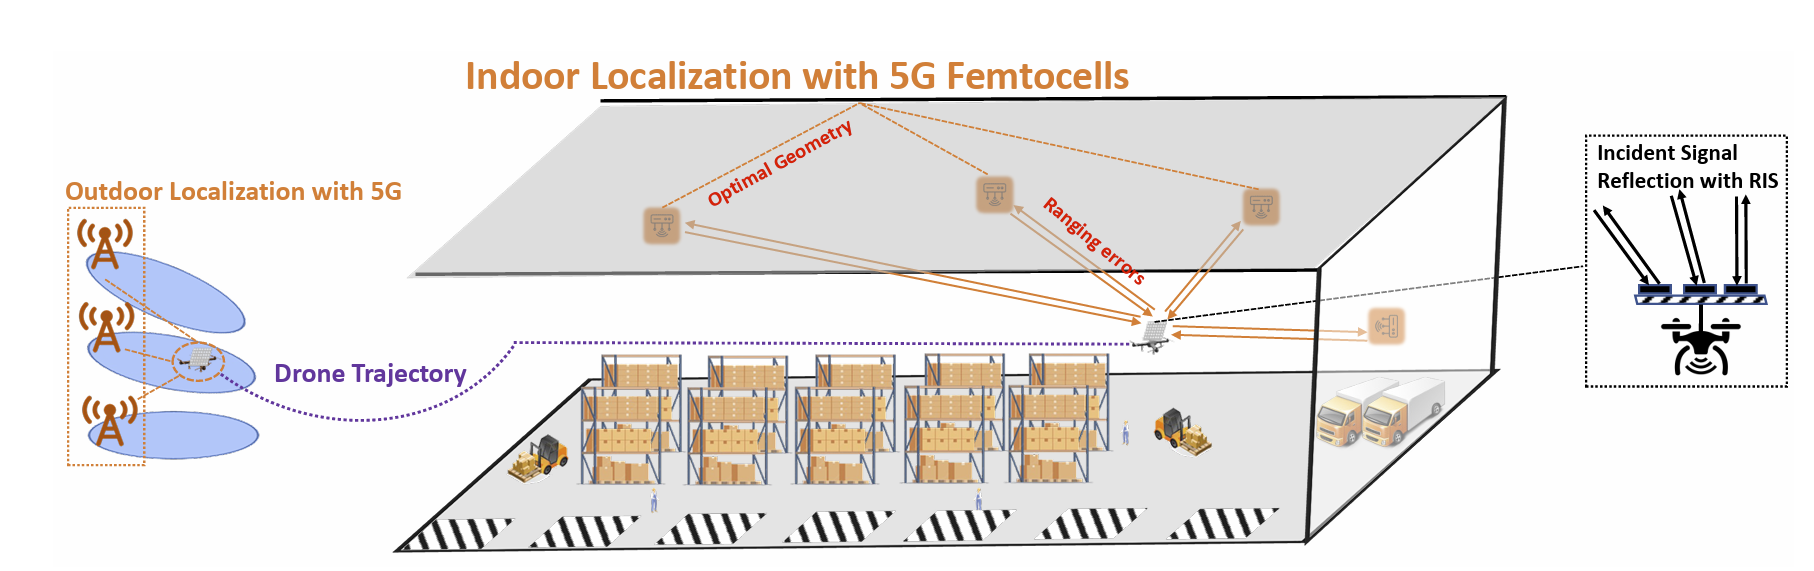 Indoor Localization with 5G Femtocells
Optimal Geometry
Ranging errors
Incident Signal
Reflection with RIS
Outdoor Localization with 5G
Drone Trajectory